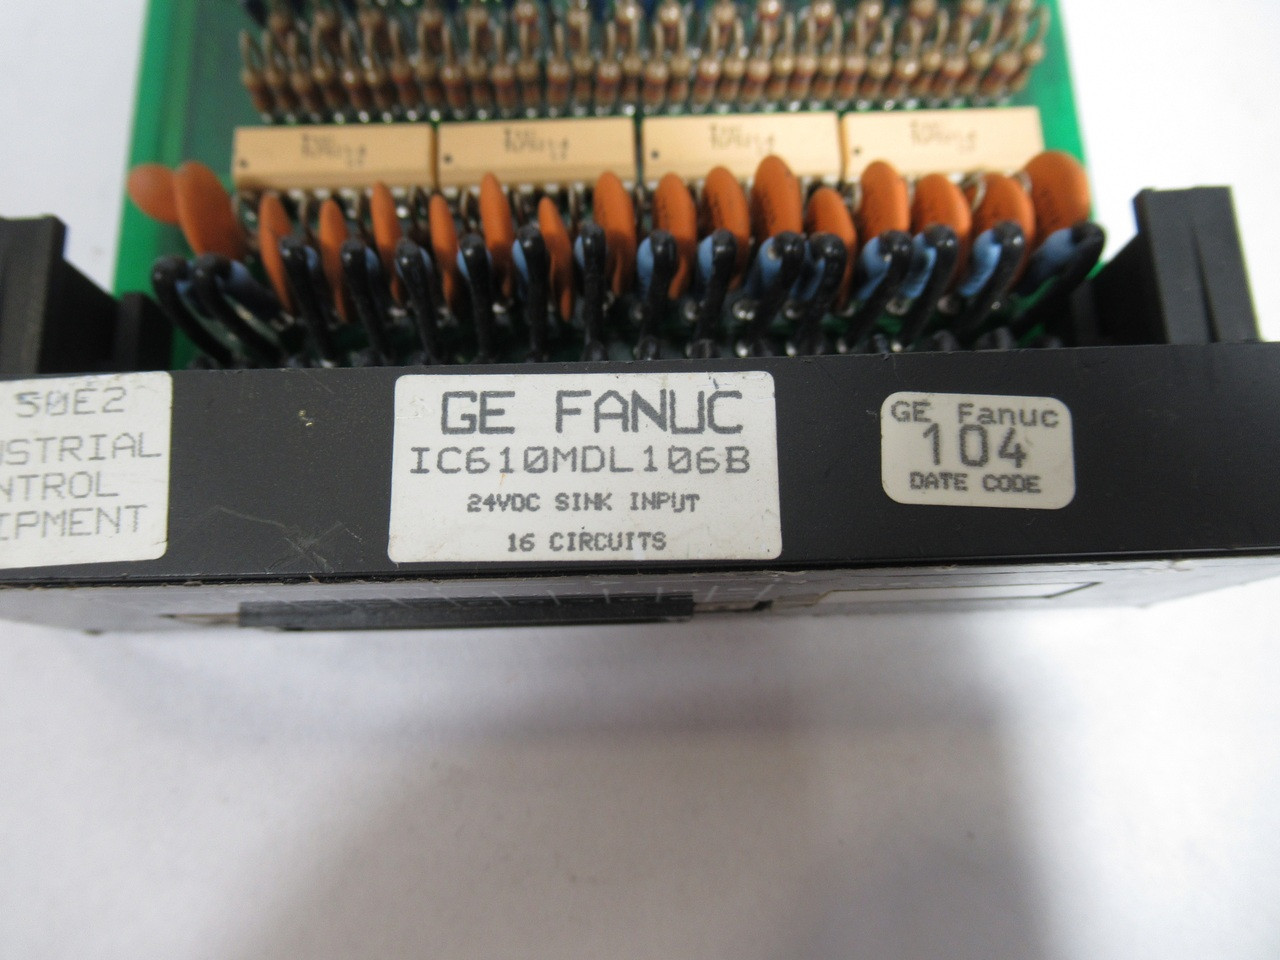 50E2
USTRIAL
NTROL
IPMENT
GE FANUC
IC610MDL106B
24VDC SINK INPUT
16 CIRCUITS
GE Fanuc
104
DATE CODE